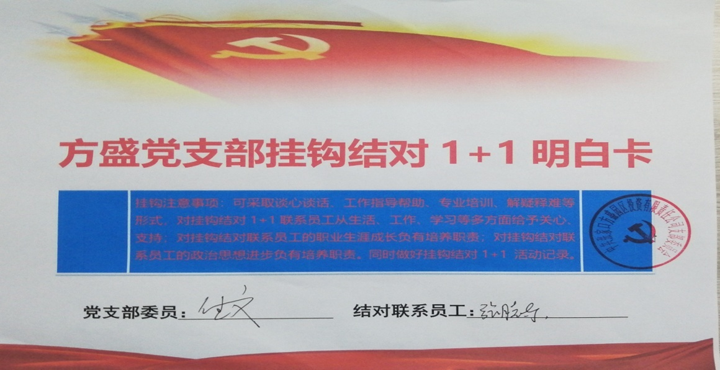 方盛党支部挂钩结对1+1明白卡
挂钩注意事项：可采取谈心谈话、工作指导帮助、专业培训、解疑释难等
形式，对挂钩结对1+1联系员工从生活、工作、学习等多方面给予关心、
支持；对挂钩结对联系员工的职业生涯成长负有培养职责；对挂钩结对联
系员工的政治思想进步负有培养职责。同时做好挂钩结对1+1 活动记录。
党支部委员：
结对联系员工：